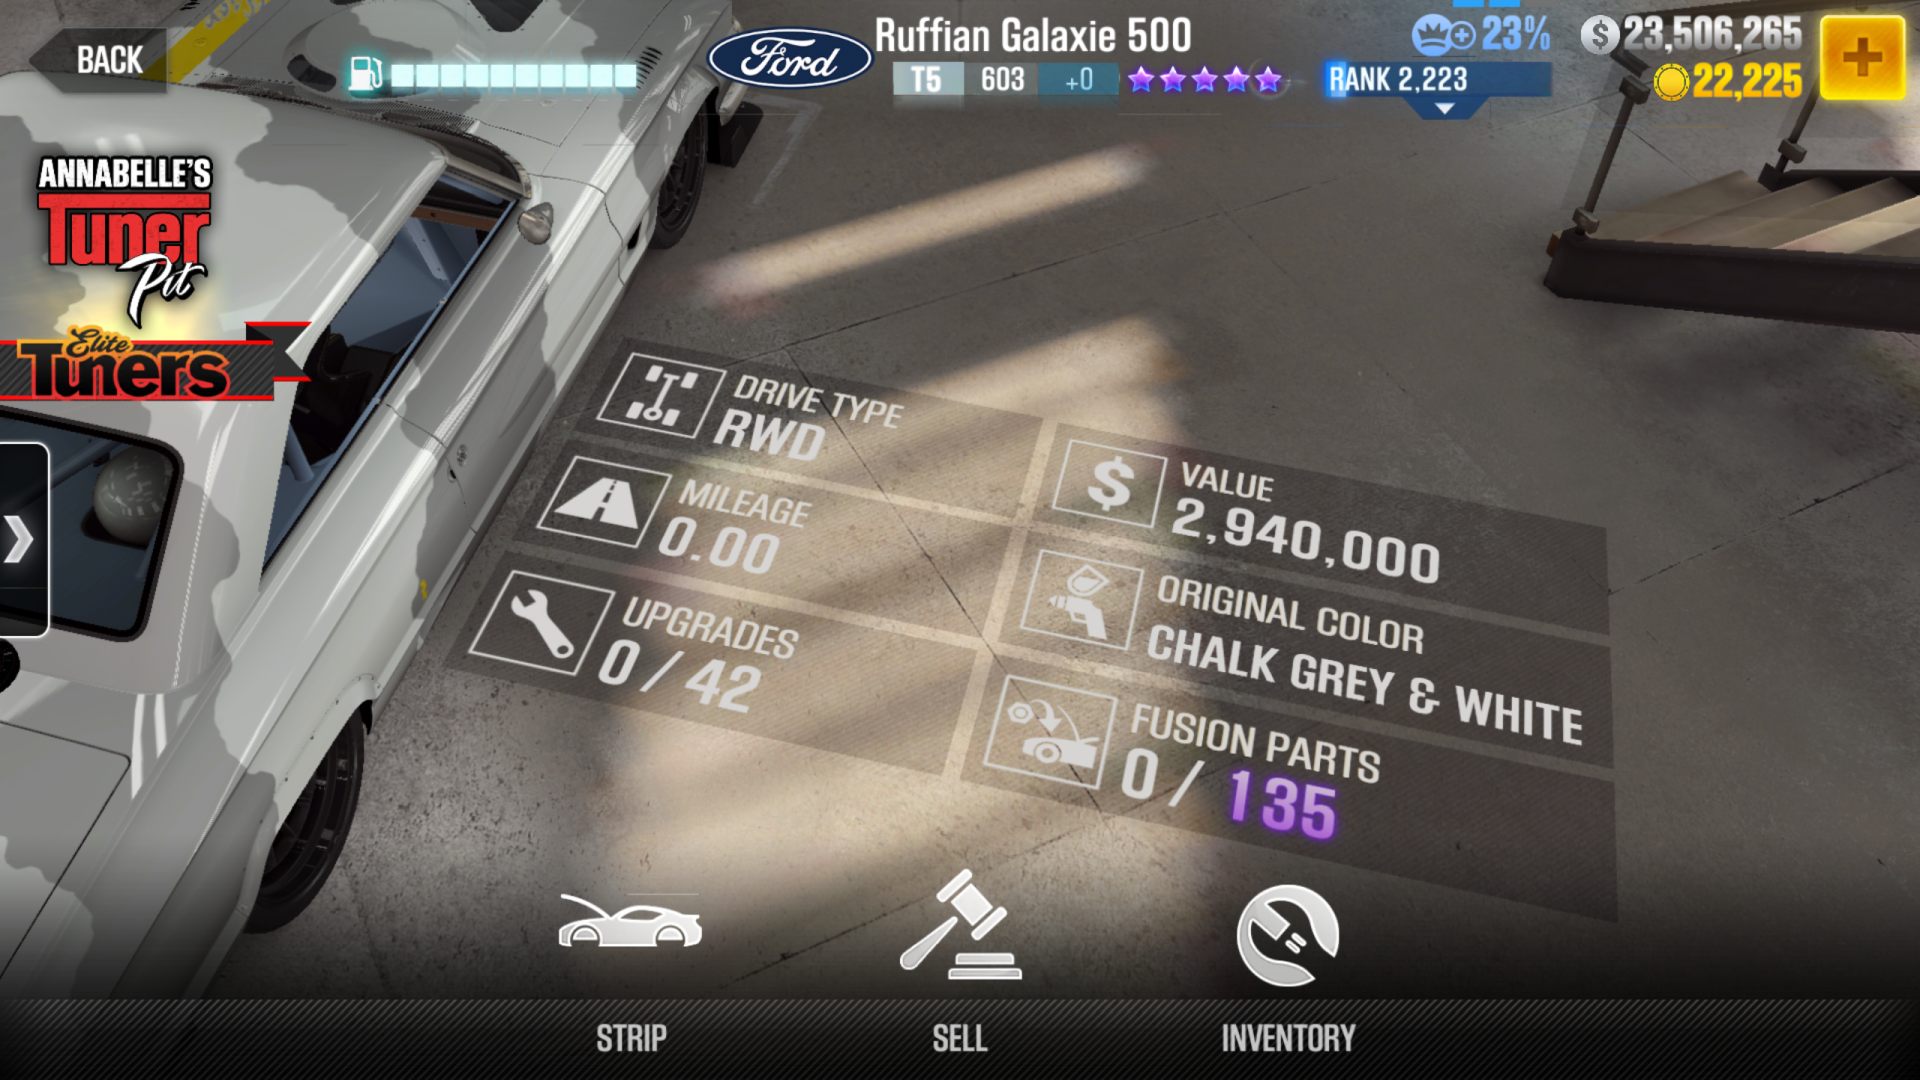 BACK
Ford
Ruffian Galaxie 500
T5 603 +0
23%
RANK 2,223
$ 23,506,265
22,225
ANNABELLE'S
Tuner
Pit
Elite
Tuners
DRIVE TYPE
RWD
MILEAGE
0.00
UPGRADES
0 / 42
$ VALUE
2,940,000
ORIGINAL COLOR
CHALK GREY & WHITE
FUSION PARTS
0 / 135
STRIP
SELL
INVENTORY